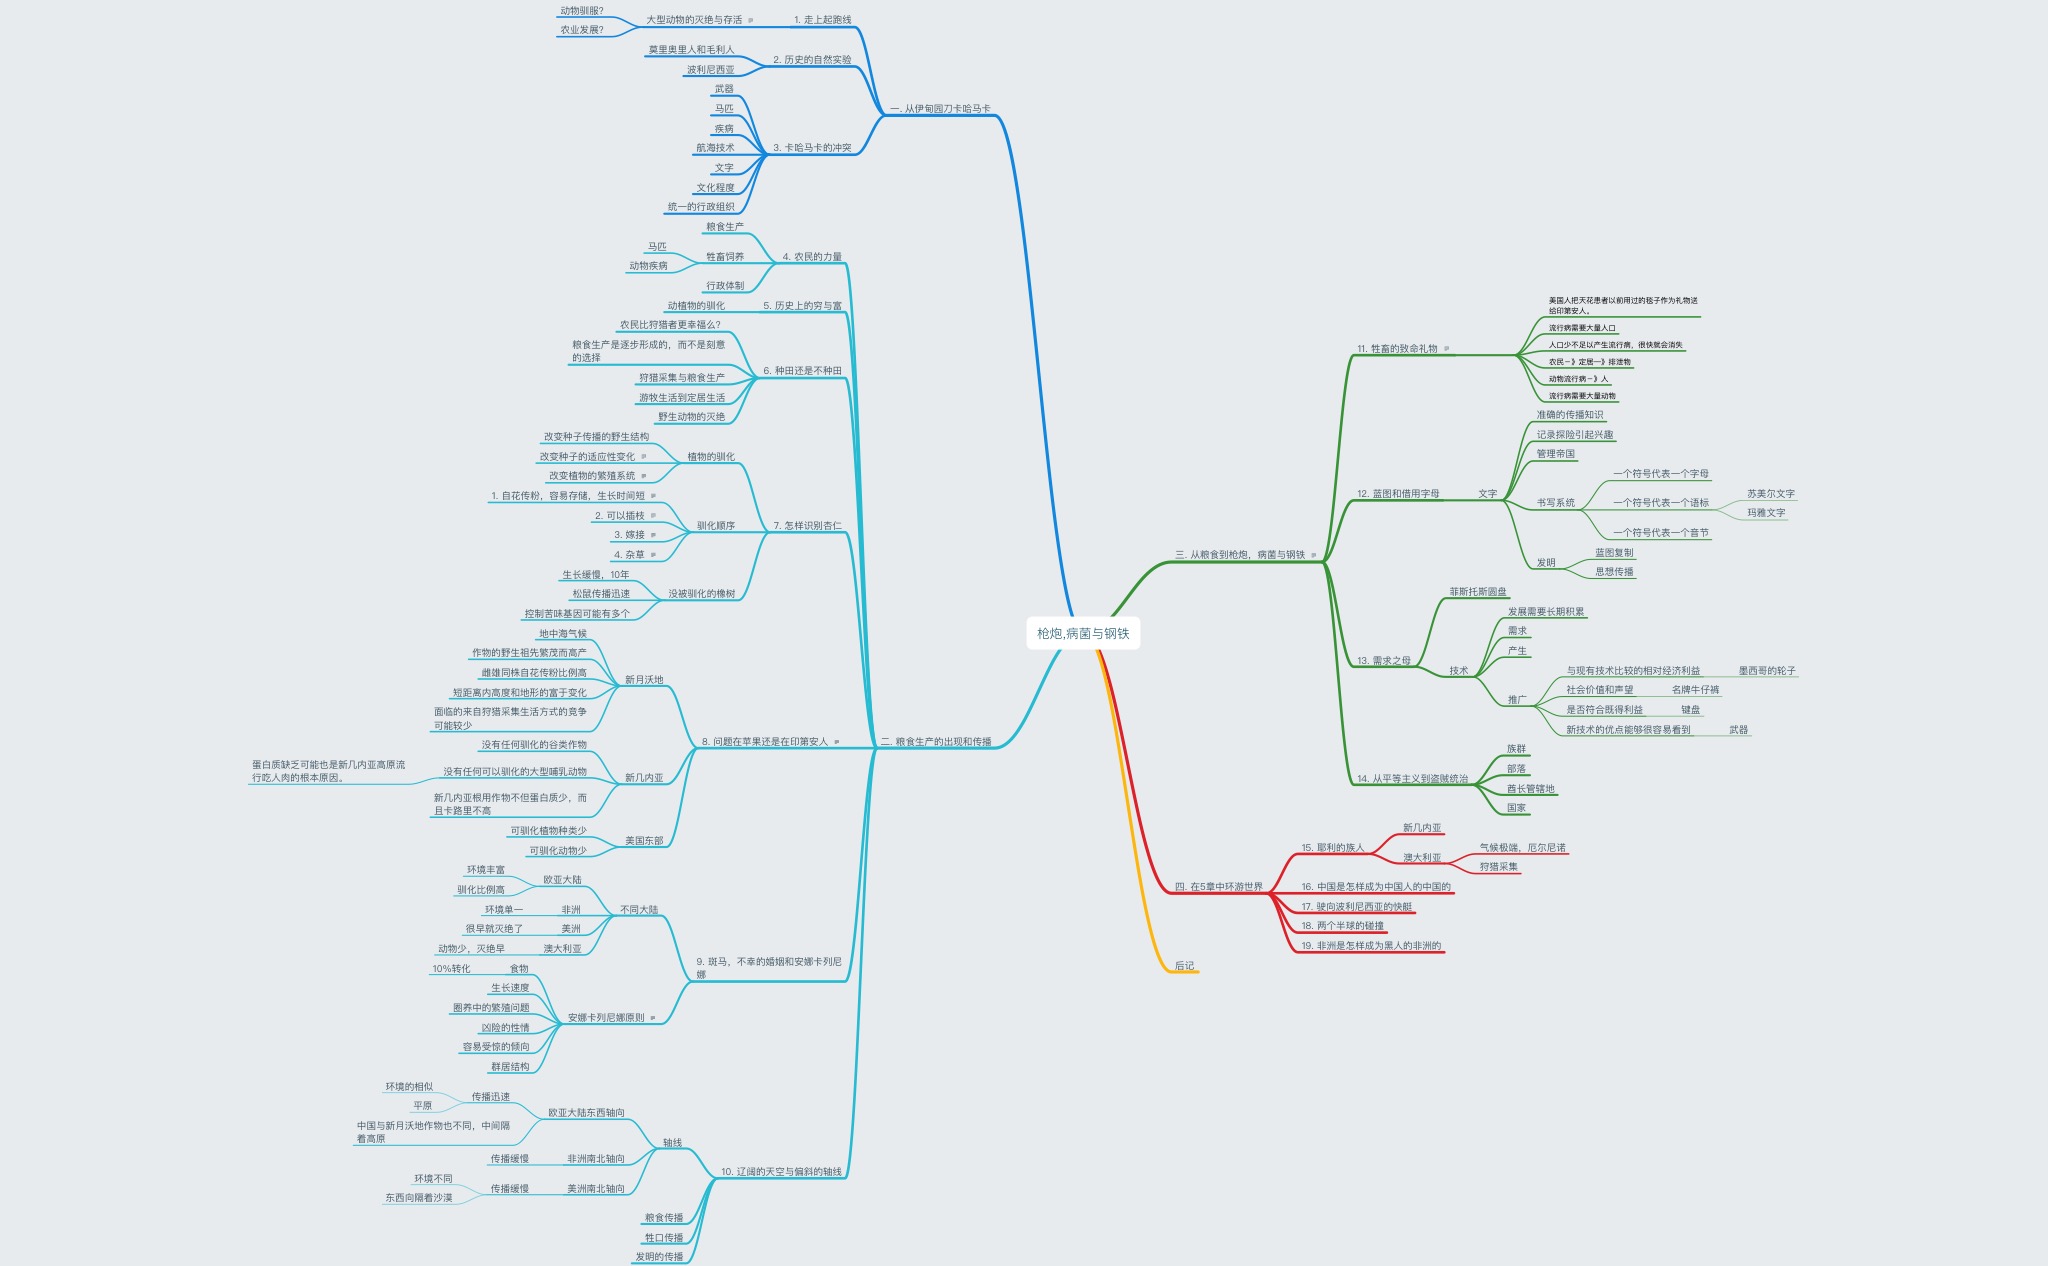 枪炮,病菌与钢铁
一. 从伊甸园刀卡哈马卡
1. 走上起跑线
大型动物的灭绝与存活
动物驯服?
农业发展?
2. 历史的自然实验
莫里奥里人和毛利人
波利尼西亚
3. 卡哈马卡的冲突
武器
马匹
疾病
航海技术
文字
文化程度
统一的行政组织
二. 粮食生产的出现和传播
4. 农民的力量
粮食生产
牲畜饲养
马匹
动物疾病
行政体制
5. 历史上的穷与富
动植物的驯化
6. 种田还是不种田
农民比狩猎者更幸福么?
粮食生产是逐步形成的，而不是刻意
的选择
狩猎采集与粮食生产
游牧生活到定居生活
野生动物的灭绝
7. 怎样识别杏仁
植物的驯化
改变种子传播的野生结构
改变种子的适应性变化
改变植物的繁殖系统
驯化顺序
1. 自花传粉，容易存储，生长时间短
2. 可以插枝
3. 嫁接
4. 杂草
没被驯化的橡树
生长缓慢，10年
松鼠传播迅速
控制苦味基因可能有多个
8. 问题在苹果还是在印第安人
新月沃地
地中海气候
作物的野生祖先繁茂而高产
雌雄同株自花传粉比例高
短距离内高度和地形的富于变化
面临的来自狩猎采集生活方式的竞争
可能较少
新几内亚
没有任何驯化的谷类作物
没有任何可以驯化的大型哺乳动物
蛋白质缺乏可能也是新几内亚高原流
行吃人肉的根本原因。
新几内亚根用作物不但蛋白质少，而
且卡路里不高
美国东部
可驯化植物种类少
可驯化动物少
9. 斑马，不幸的婚姻和安娜卡列尼
娜
不同大陆
欧亚大陆
环境丰富
驯化比例高
非洲
环境单一
美洲
很早就灭绝了
澳大利亚
动物少，灭绝早
安娜卡列尼娜原则
食物
10%转化
生长速度
圈养中的繁殖问题
凶险的性情
容易受惊的倾向
群居结构
10. 辽阔的天空与偏斜的轴线
轴线
欧亚大陆东西轴向
传播迅速
环境的相似
平原
中国与新月沃地作物也不同，中间隔
着高原
非洲南北轴向
传播缓慢
美洲南北轴向
传播缓慢
环境不同
东西向隔着沙漠
粮食传播
牲口传播
发明的传播
三. 从粮食到枪炮，病菌与钢铁
11. 牲畜的致命礼物
美国人把天花患者以前用过的毯子作为礼物送
给印第安人。
流行病需要大量人口
人口少不足以产生流行病，很快就会消失
农民－》定居一》排泄物
动物流行病－》人
流行病需要大量动物
12. 蓝图和借用字母
文字
准确的传播知识
记录探险引起兴趣
管理帝国
书写系统
一个符号代表一个字母
一个符号代表一个语标
苏美尔文字
玛雅文字
一个符号代表一个音节
发明
蓝图复制
思想传播
13. 需求之母
菲斯托斯圆盘
技术
发展需要长期积累
需求
产生
推广
与现有技术比较的相对经济利益
墨西哥的轮子
社会价值和声望
名牌牛仔裤
是否符合既得利益
键盘
新技术的优点能够很容易看到
武器
14. 从平等主义到盗贼统治
族群
部落
酋长管辖地
国家
四. 在5章中环游世界
15. 耶利的族人
新几内亚
澳大利亚
气候极端，厄尔尼诺
狩猎采集
16. 中国是怎样成为中国人的中国的
17. 驶向波利尼西亚的快艇
18. 两个半球的碰撞
19. 非洲是怎样成为黑人的非洲的
后记